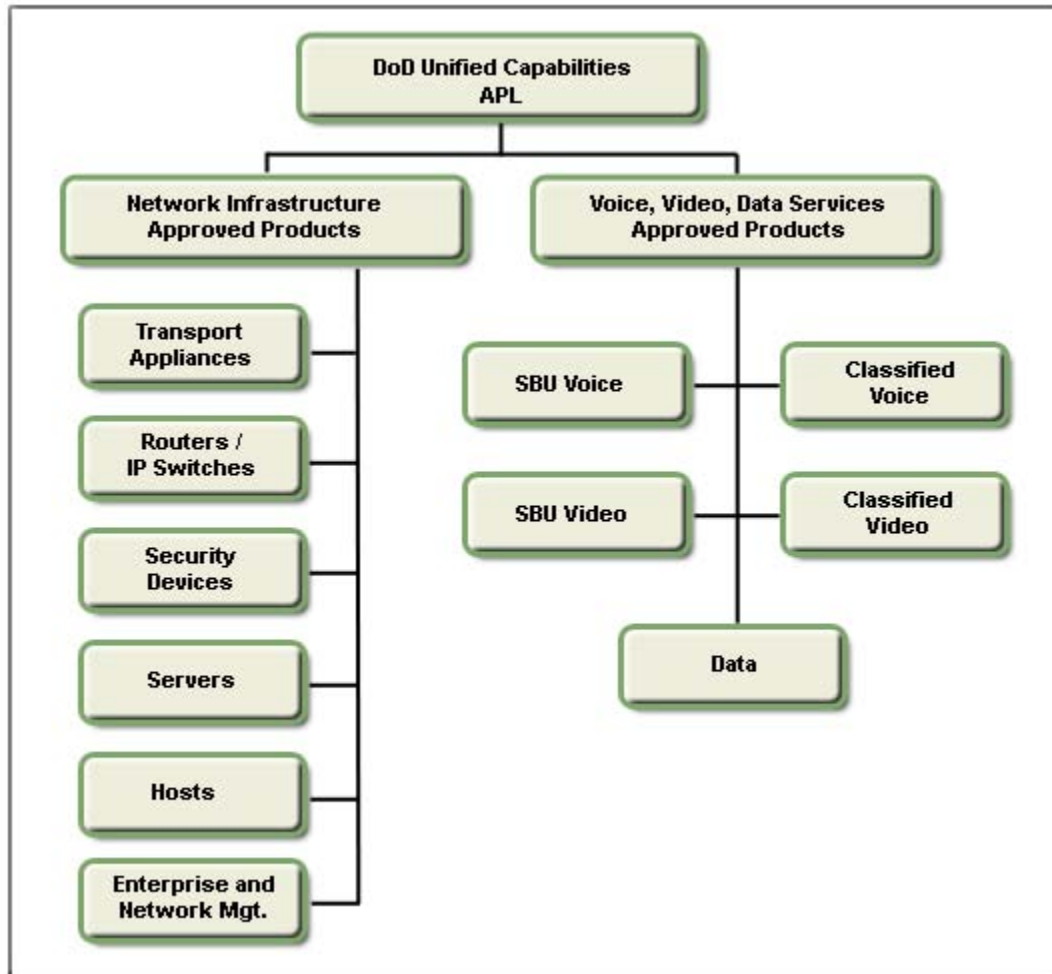 DoD Unified Capabilities
APL
Network Infrastructure
Approved Products
Voice, Video, Data Services
Approved Products
Transport
Appliances
Routers /
IP Switches
Security
Devices
Servers
Hosts
Enterprise and
Network Mgt.
SBU Voice
Classified
Voice
SBU Video
Classified
Video
Data